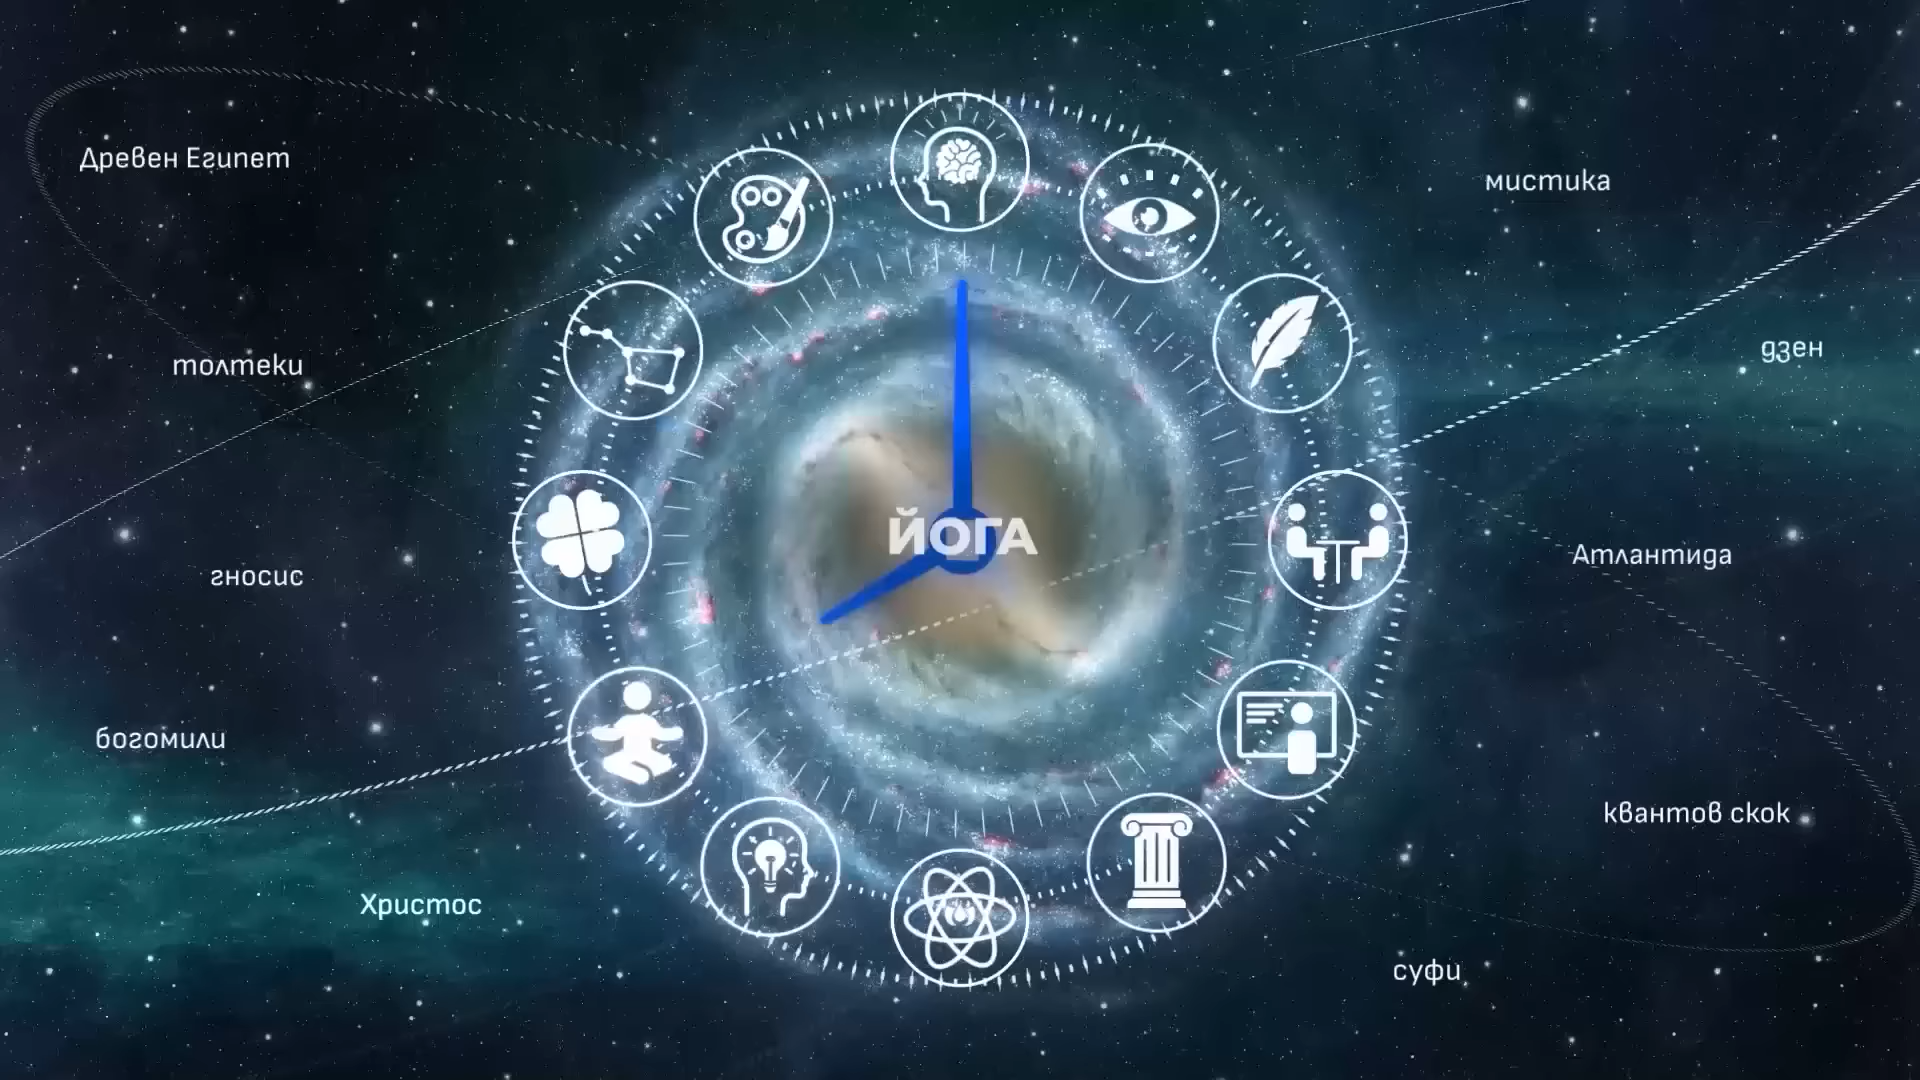 Древен Египет
мистика
дзен
толтеки
ЙОГА
Атлантида
гносис
богомили
квантов скок
Христос
суфи